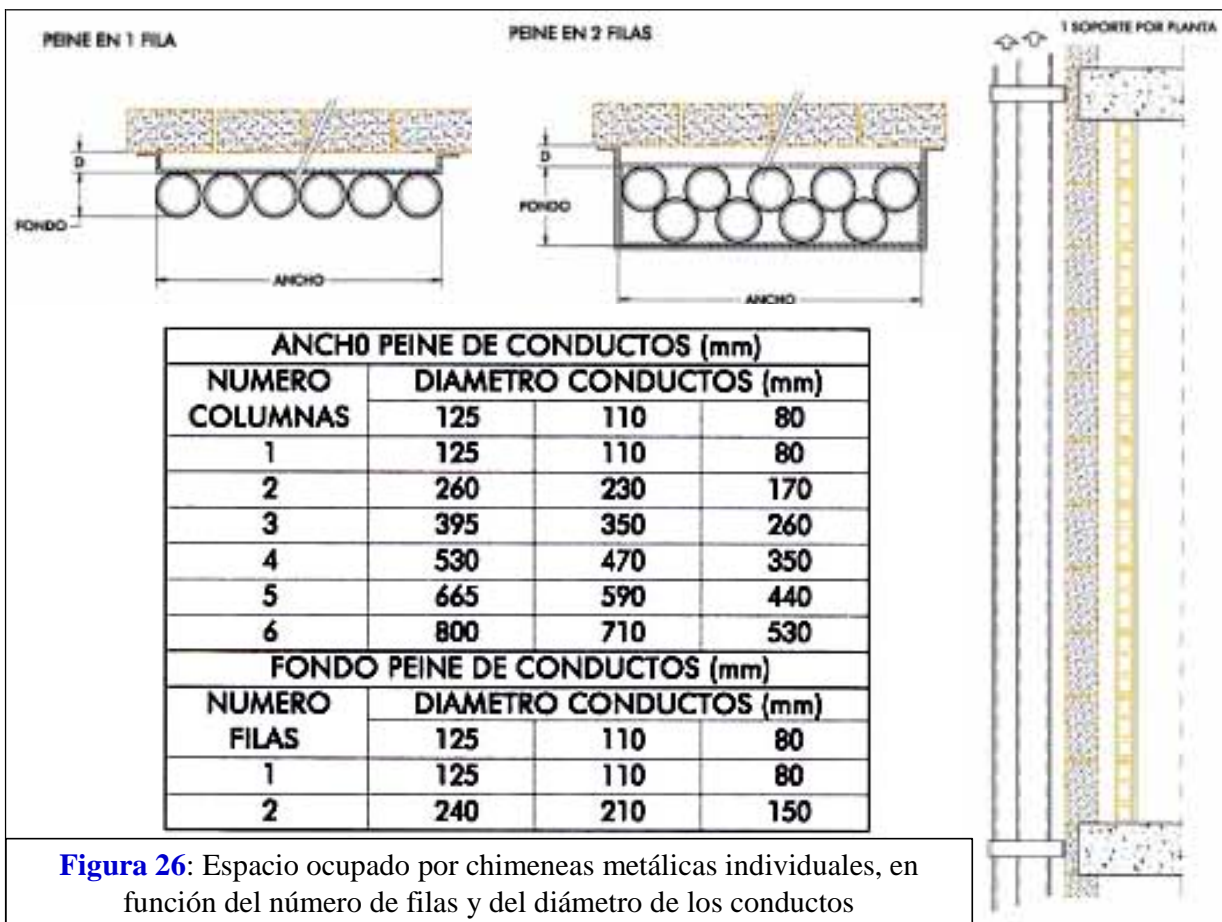 PEINE EN 1 FILA
PEINE EN 2 FILAS
1 SOPORTE POR PLANTA
D
FONDO
ANCHO
D
FONDO
ANCHO
ANCHO PEINE DE CONDUCTOS (mm)
NUMERO COLUMNAS DIAMETRO CONDUCTOS (mm)
125 110 80
1 125 110 80
2 260 230 170
3 395 350 260
4 530 470 350
5 665 590 440
6 800 710 530
FONDO PEINE DE CONDUCTOS (mm)
NUMERO FILAS DIAMETRO CONDUCTOS (mm)
125 110 80
1 125 110 80
2 240 210 150
Figura 26: Espacio ocupado por chimeneas metálicas individuales, en
función del número de filas y del diámetro de los conductos